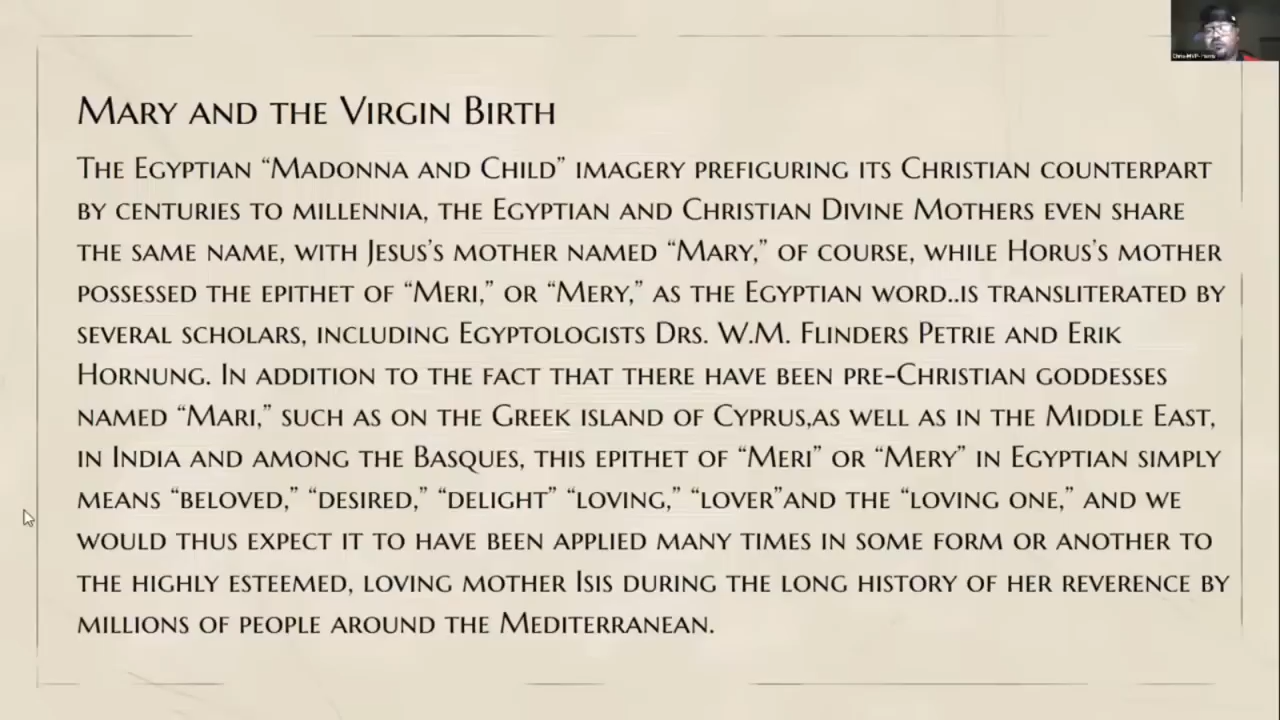 Mary and the Virgin Birth
The Egyptian “Madonna and Child” imagery prefiguring its Christian counterpart
by centuries to millennia, the Egyptian and Christian Divine Mothers even share
the same name, with Jesus’s mother named “Mary,” of course, while Horus’s mother
possessed the epithet of “Meri,” or “Mery,” as the Egyptian word..is transliterated by
several scholars, including Egyptologists Drs. W.M. Flinders Petrie and Erik
Hornung. In addition to the fact that there have been pre-Christian goddesses
named “Mari,” such as on the Greek island of Cyprus,as well as in the Middle East,
in India and among the Basques, this epithet of “Meri” or “Mery” in Egyptian simply
means “beloved,” “desired,” “delight” “loving,” “lover”and the “loving one,” and we
would thus expect it to have been applied many times in some form or another to
the highly esteemed, loving mother Isis during the long history of her reverence by
millions of people around the Mediterranean.